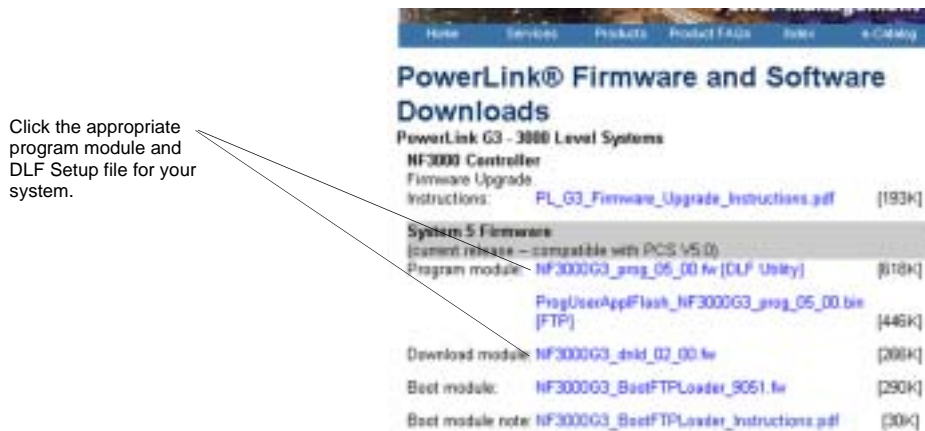 Power Management
Home Services Products Product FAQs Index e-Catalog
PowerLink® Firmware and Software
Downloads
PowerLink G3 - 3000 Level Systems
NF3000 Controller
Firmware Upgrade
Instructions: PL_G3_Firmware_Upgrade_Instructions.pdf [193K]
Click the appropriate
program module and
DLF Setup file for your
system.
System 5 Firmware
(current release – compatible with PCS V5.0)
Program module: NF3000G3_prog_05_00.fw [DLF Utility] [618K]
ProgUserApplFlash_NF3000G3_prog_05_00.bin
[FTP] [446K]
Download module: NF3000G3_dnld_02_00.fw [266K]
Boot module: NF3000G3_BootFTPLoader_9051.fw [290K]
Boot module note: NF3000G3_BootFTPLoader_Instructions.pdf [30K]